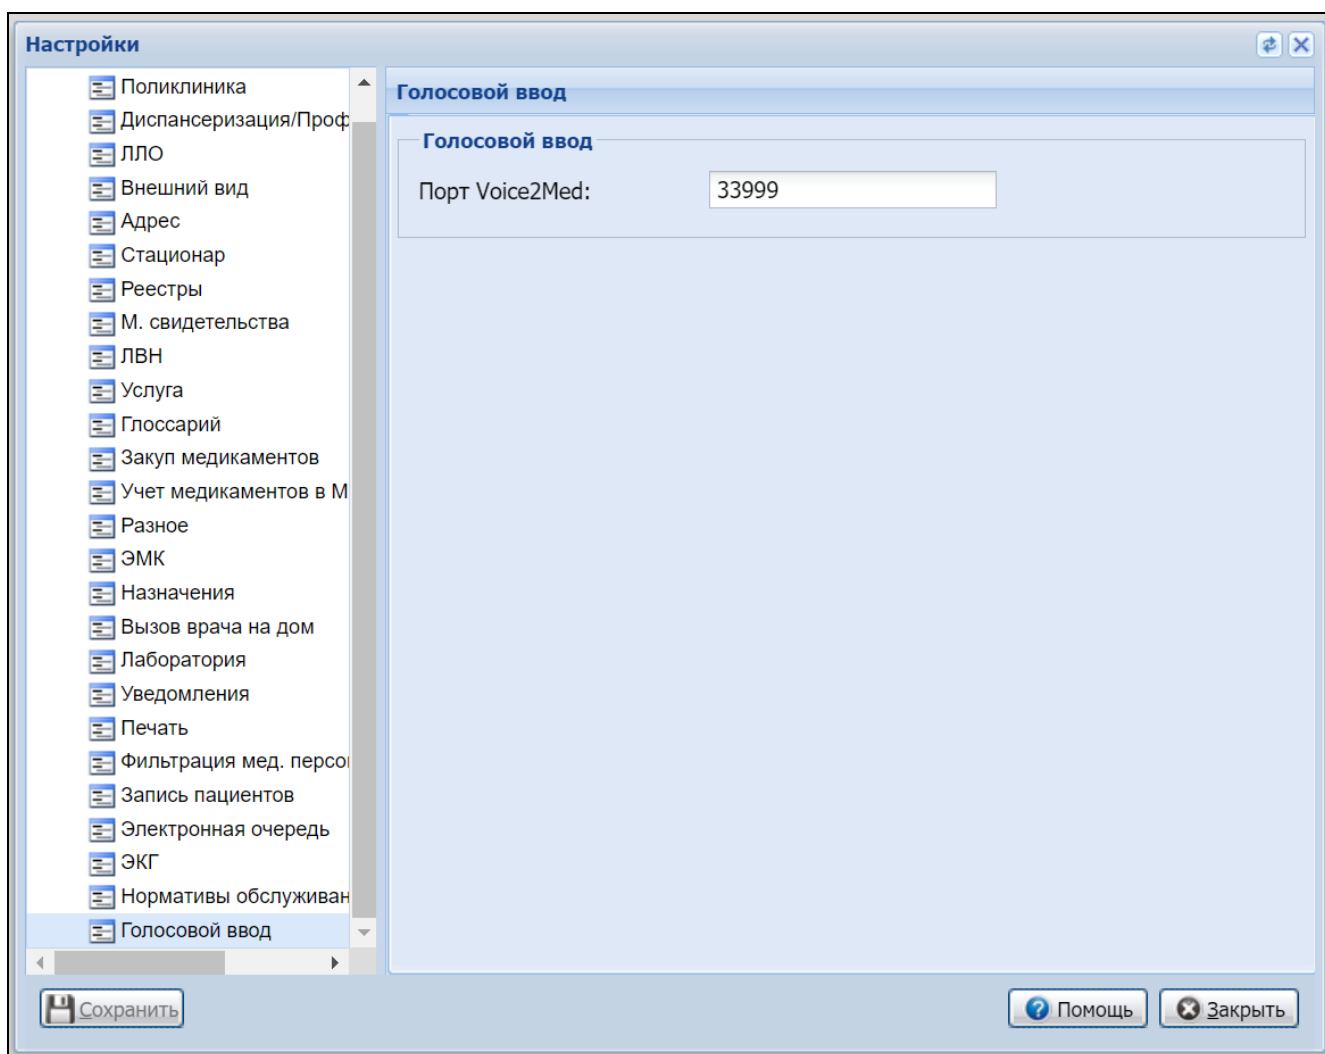 Настройки
Поликлиника
Диспансеризация/Проф
ЛЛО
Внешний вид
Адрес
Стационар
Реестры
М. свидетельства
ЛВН
Услуга
Глоссарий
Закуп медикаментов
Учет медикаментов в М
Разное
ЭМК
Назначения
Вызов врача на дом
Лаборатория
Уведомления
Печать
Фильтрация мед. персо
Запись пациентов
Электронная очередь
ЭКГ
Нормативы обслуживан
Голосовой ввод
Голосовой ввод
Голосовой ввод
Порт Voice2Med: 33999
Сохранить
Помощь
Закрыть